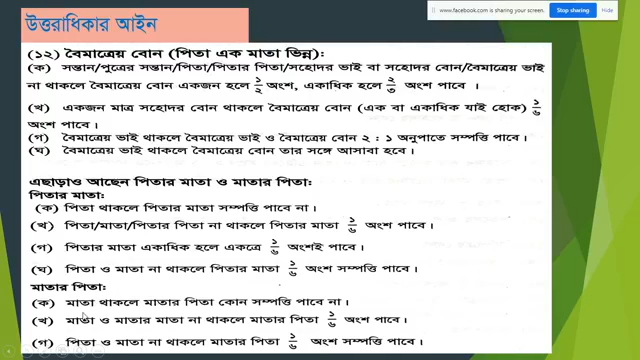 উত্তরাধিকার আইন
www.facebook.com is sharing your screen. Stop sharing Hide
(১২) বৈমাত্রেয় বোন (পিতা এক মাতা ভিন্ন):
(ক) সন্তান/পুত্রের সন্তান/পিতা/পিতার পিতা/সহোদর ভাই বা সহোদর বোন/বৈমাত্রেয় ভাই
না থাকলে বৈমাত্রেয় বোন একজন হলে ১/২ অংশ, একাধিক হলে ২/৩ অংশ পাবে ।
(খ) একজন মাত্র সহোদর বোন থাকলে বৈমাত্রেয় বোন (এক বা একাধিক যাই হোক) ১/৬
অংশ পাবে।
(গ) বৈমাত্রেয় ভাই থাকলে বৈমাত্রেয় ভাই ও বৈমাত্রেয় বোন ২ : ১ অনুপাতে সম্পত্তি পাবে।
(ঘ) বৈমাত্রেয় ভাই থাকলে বৈমাত্রেয় বোন তার সঙ্গে আসাবা হবে ।
এছাড়াও আছেন পিতার মাতা ও মাতার পিতা:
পিতার মাতা:
(ক) পিতা থাকলে পিতার মাতা সম্পত্তি পাবে না।
(খ) পিতা/মাতা/পিতার পিতা না থাকলে পিতার মাতা ১/৬ অংশ পাবে।
(গ) পিতার মাতা একাধিক হলে একত্রে ১/৬ অংশই পাবে।
(ঘ) পিতা ও মাতা না থাকলে পিতার মাতা ১/৬ অংশ সম্পত্তি পাবে।
মাতার পিতা:
(ক) মাতা থাকলে মাতার পিতা কোন সম্পত্তি পাবে না।
(খ) মাতা ও মাতার মাতা না থাকলে মাতার পিতা ১/৬ অংশ পাবে।
(গ) পিতা ও মাতা না থাকলে মাতার পিতা ১/৬ অংশ সম্পত্তি পাবে।